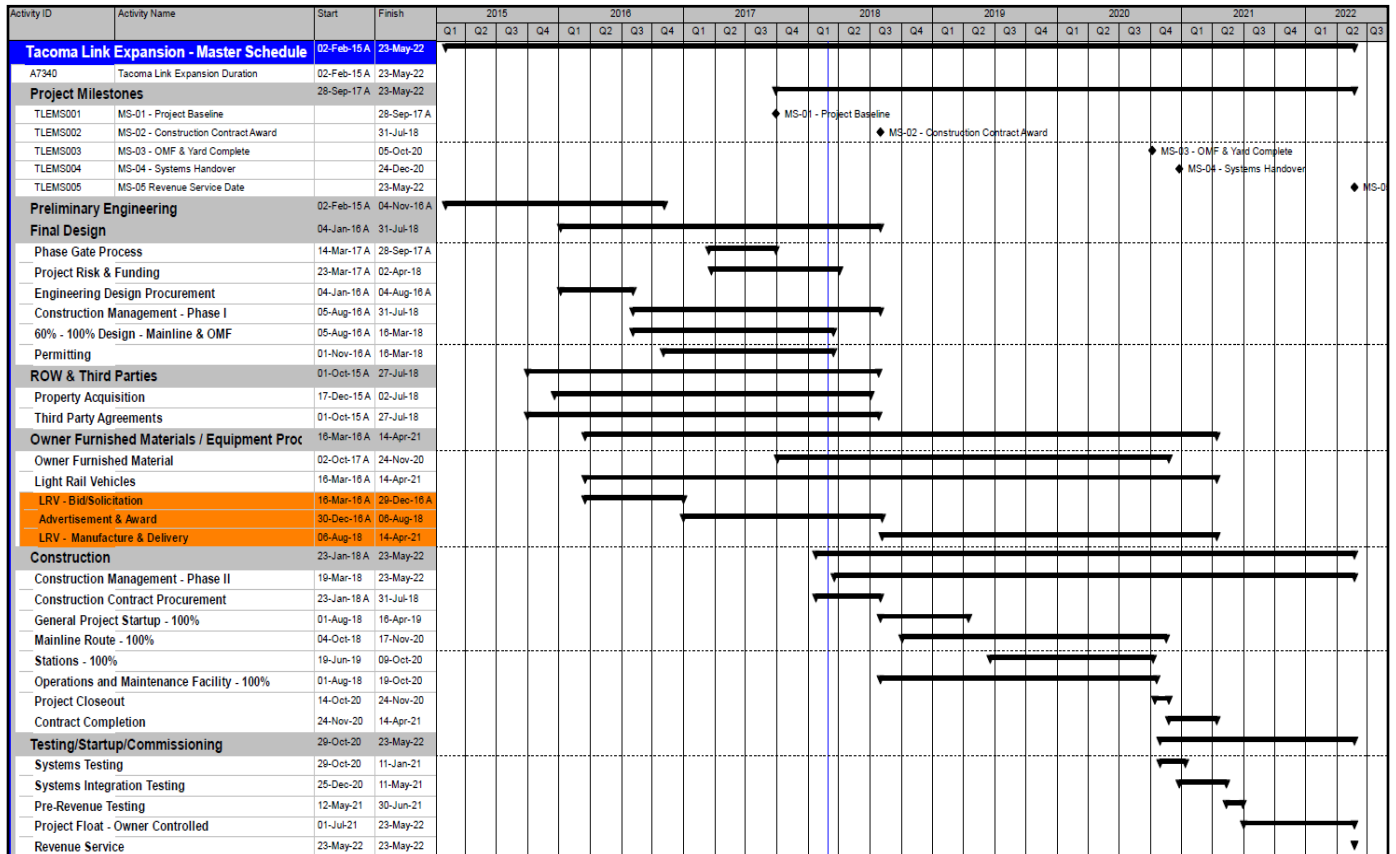 Activity ID Activity Name Start Finish 2015 2016 2017 2018 2019 2020 2021 2022
Q1 Q2 Q3 Q4 Q1 Q2 Q3 Q4 Q1 Q2 Q3 Q4 Q1 Q2 Q3 Q4 Q1 Q2 Q3 Q4 Q1 Q2 Q3 Q4 Q1 Q2 Q3 Q4 Q1 Q2 Q3
Tacoma Link Expansion - Master Schedule 02-Feb-15 A 23-May-22
A7340 Tacoma Link Expansion Duration 02-Feb-15 A 23-May-22
Project Milestones 28-Sep-17 A 23-May-22
TLEMS001 MS-01 - Project Baseline 28-Sep-17 A MS-01 - Project Baseline
TLEMS002 MS-02 - Construction Contract Award 31-Jul-18 MS-02 - Construction Contract Award
TLEMS003 MS-03 - OMF & Yard Complete 05-Oct-20 MS-03 - OMF & Yard Complete
TLEMS004 MS-04 - Systems Handover 24-Dec-20 MS-04 - Systems Handover
TLEMS005 MS-05 Revenue Service Date 23-May-22 MS-0
Preliminary Engineering 02-Feb-15 A 04-Nov-16 A
Final Design 04-Jan-16 A 31-Jul-18
Phase Gate Process 14-Mar-17 A 28-Sep-17 A
Project Risk & Funding 23-Mar-17 A 02-Apr-18
Engineering Design Procurement 04-Jan-16 A 04-Aug-16 A
Construction Management - Phase I 05-Aug-16 A 31-Jul-18
60% - 100% Design - Mainline & OMF 05-Aug-16 A 16-Mar-18
Permitting 01-Nov-16 A 16-Mar-18
ROW & Third Parties 01-Oct-15 A 27-Jul-18
Property Acquisition 17-Dec-15 A 02-Jul-18
Third Party Agreements 01-Oct-15 A 27-Jul-18
Owner Furnished Materials / Equipment Proc 16-Mar-16 A 14-Apr-21
Owner Furnished Material 02-Oct-17 A 24-Nov-20
Light Rail Vehicles 16-Mar-16 A 14-Apr-21
LRV - Bid/Solicitation 16-Mar-16 A 29-Dec-16 A
Advertisement & Award 30-Dec-16 A 06-Aug-18
LRV - Manufacture & Delivery 06-Aug-18 14-Apr-21
Construction 23-Jan-18 A 23-May-22
Construction Management - Phase II 19-Mar-18 23-May-22
Construction Contract Procurement 23-Jan-18 A 31-Jul-18
General Project Startup - 100% 01-Aug-18 16-Apr-19
Mainline Route - 100% 04-Oct-18 17-Nov-20
Stations - 100% 19-Jun-19 09-Oct-20
Operations and Maintenance Facility - 100% 01-Aug-18 19-Oct-20
Project Closeout 14-Oct-20 24-Nov-20
Contract Completion 24-Nov-20 14-Apr-21
Testing/Startup/Commissioning 29-Oct-20 23-May-22
Systems Testing 29-Oct-20 11-Jan-21
Systems Integration Testing 25-Dec-20 11-May-21
Pre-Revenue Testing 12-May-21 30-Jun-21
Project Float - Owner Controlled 01-Jul-21 23-May-22
Revenue Service 23-May-22 23-May-22